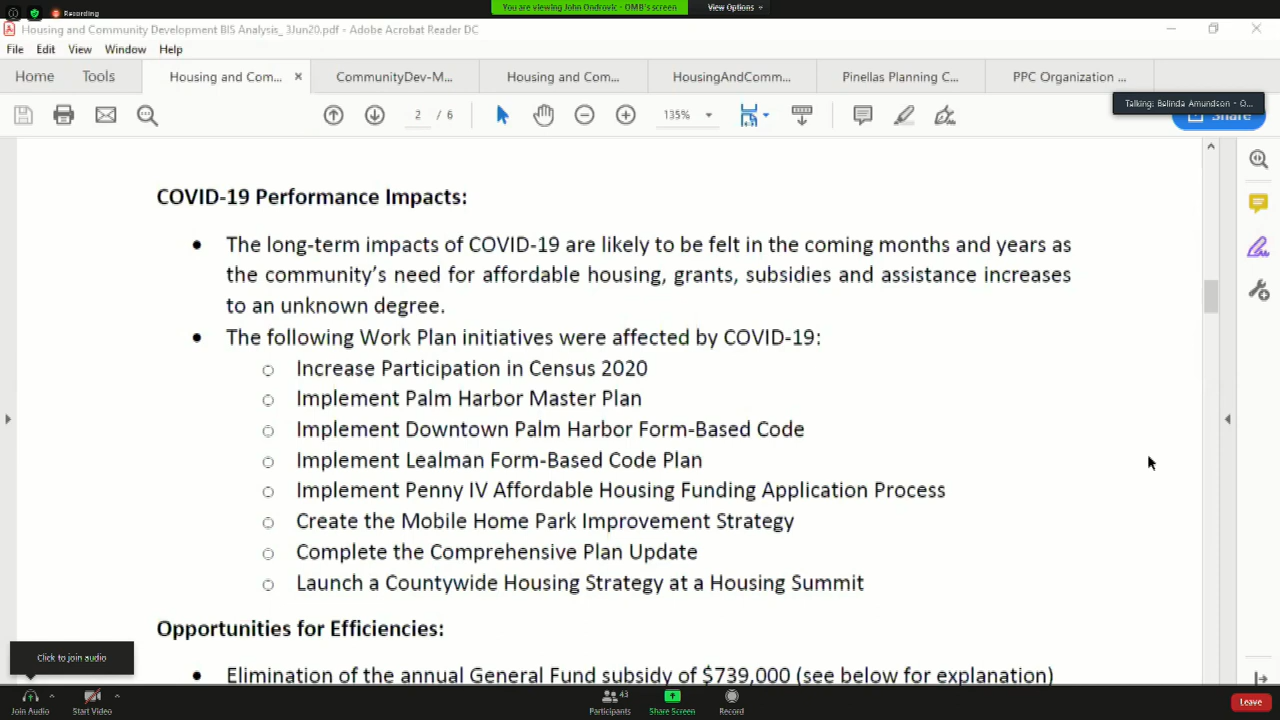 Recording
You are viewing John Ondrovic - OMB's screen
View Options
Housing and Community Development BIS Analysis_ 3Jun20.pdf - Adobe Acrobat Reader DC
File Edit View Window Help
Home Tools Housing and Com... CommunityDev-M... Housing and Com... HousingAndComm... Pinellas Planning C... PPC Organization ...
Talking: Belinda Amundson - O...
2 / 6 135% Share
COVID-19 Performance Impacts:
• The long-term impacts of COVID-19 are likely to be felt in the coming months and years as
the community's need for affordable housing, grants, subsidies and assistance increases
to an unknown degree.
• The following Work Plan initiatives were affected by COVID-19:
○ Increase Participation in Census 2020
○ Implement Palm Harbor Master Plan
○ Implement Downtown Palm Harbor Form-Based Code
○ Implement Lealman Form-Based Code Plan
○ Implement Penny IV Affordable Housing Funding Application Process
○ Create the Mobile Home Park Improvement Strategy
○ Complete the Comprehensive Plan Update
○ Launch a Countywide Housing Strategy at a Housing Summit
Opportunities for Efficiencies:
Click to join audio
• Elimination of the annual General Fund subsidy of $739,000 (see below for explanation)
43
Join Audio Start Video Participants Share Screen Record Leave